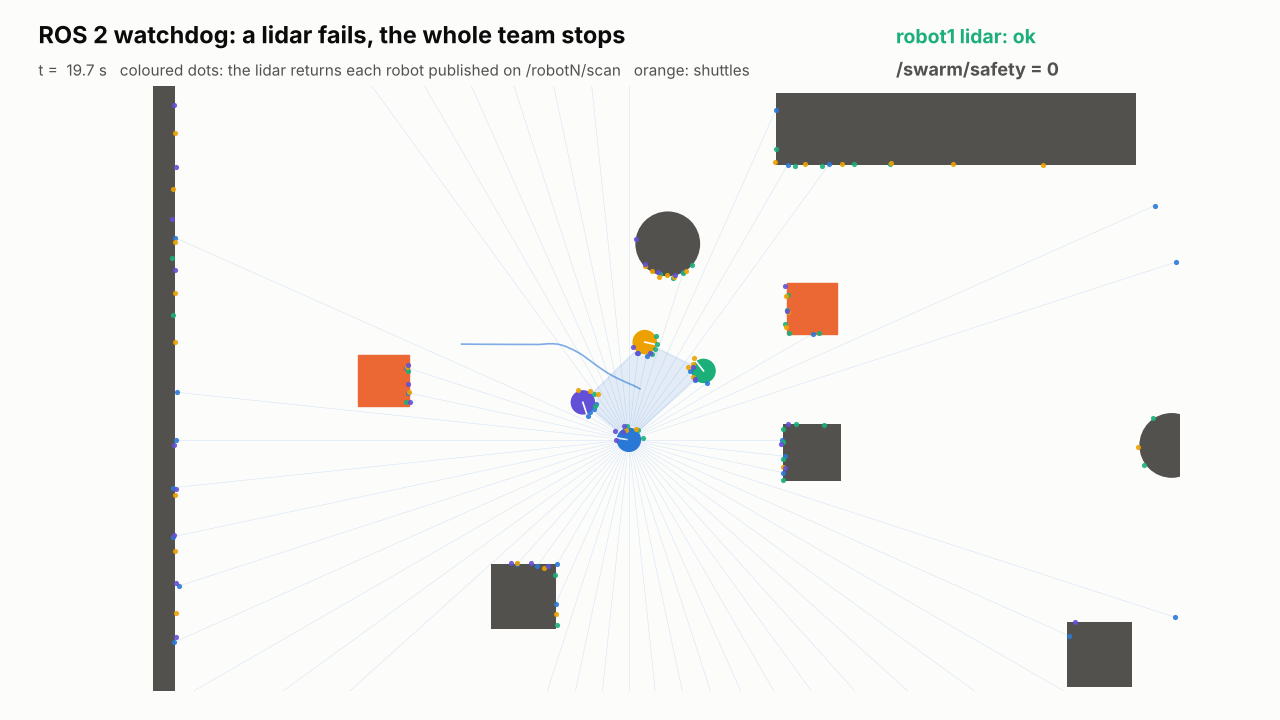 ROS 2 watchdog: a lidar fails, the whole team stops
robot1 lidar: ok
t = 19.7 s coloured dots: the lidar returns each robot published on /robotN/scan orange: shuttles
/swarm/safety = 0